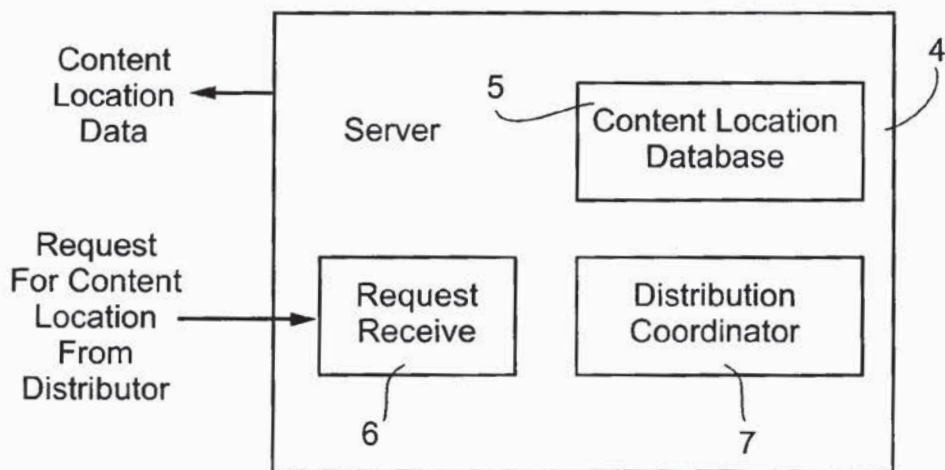 Content
Location
Data
Server
5
Content Location
Database
4
Request
For Content
Location
From
Distributor
Request
Receive
6
Distribution
Coordinator
7